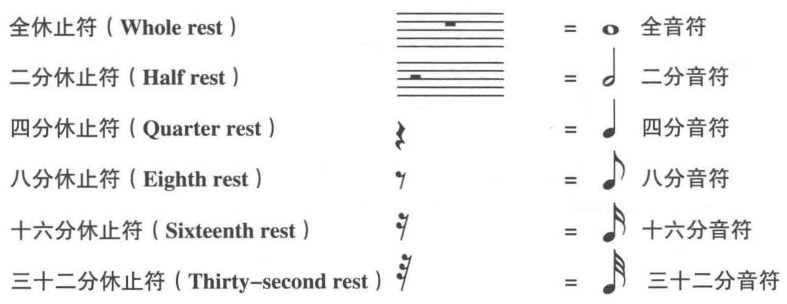 全休止符（Whole rest） = 全音符
二分休止符（Half rest） = 二分音符
四分休止符（Quarter rest） = 四分音符
八分休止符（Eighth rest） = 八分音符
十六分休止符（Sixteenth rest） = 十六分音符
三十二分休止符（Thirty-second rest） = 三十二分音符